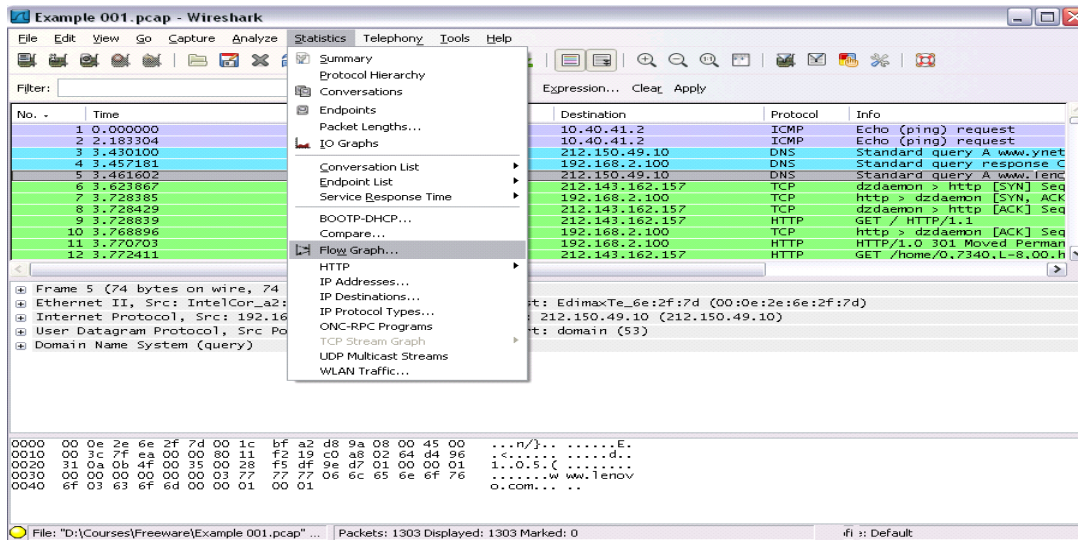 Example 001.pcap - Wireshark
File Edit View Go Capture Analyze Statistics Telephony Tools Help
Filter: Expression... Clear Apply
No. Time Destination Protocol Info
1 0.000000 10.40.41.2 ICMP Echo (ping) request
2 2.183304 10.40.41.2 ICMP Echo (ping) request
3 3.430100 212.150.49.10 DNS Standard query A www.ynet
4 3.457181 192.168.2.100 DNS Standard query response C
5 3.461602 212.150.49.10 DNS Standard query A www.lenc
6 3.623867 212.143.162.157 TCP dzdaemon > http [SYN] Seq
7 3.728385 192.168.2.100 TCP http > dzdaemon [SYN, ACK
8 3.728429 212.143.162.157 TCP dzdaemon > http [ACK] Seq
9 3.728839 212.143.162.157 HTTP GET / HTTP/1.1
10 3.768896 192.168.2.100 TCP http > dzdaemon [ACK] Seq
11 3.770703 192.168.2.100 HTTP HTTP/1.0 301 Moved Perman
12 3.772411 212.143.162.157 HTTP GET /home/0,7340,L-8,00.h
Summary
Protocol Hierarchy
Conversations
Endpoints
Packet Lengths...
IO Graphs
Conversation List
Endpoint List
Service Response Time
BOOTP-DHCP...
Compare...
Flow Graph...
HTTP
IP Addresses...
IP Destinations...
IP Protocol Types...
ONC-RPC Programs
TCP Stream Graph
UDP Multicast Streams
WLAN Traffic...
Frame 5 (74 bytes on wire, 74
Ethernet II, Src: IntelCor_a2: st: EdimaxTe_6e:2f:7d (00:0e:2e:6e:2f:7d)
Internet Protocol, Src: 192.16 212.150.49.10 (212.150.49.10)
User Datagram Protocol, Src Po rt: domain (53)
Domain Name System (query)
0000 00 0e 2e 6e 2f 7d 00 1c bf a2 d8 9a 08 00 45 00 ...n/}.. ......E.
0010 00 3c 7f ea 00 00 80 11 f2 19 c0 a8 02 64 d4 96 .<...... .....d..
0020 31 0a 0b 4f 00 35 00 28 f5 df 9e d7 01 00 00 01 1..O.5.( ........
0030 00 00 00 00 00 00 03 77 77 77 06 6c 65 6e 6f 76 .......w ww.lenov
0040 6f 03 63 6f 6d 00 00 01 00 01 o.com... ..
File: "D:\Courses\Freeware\Example 001.pcap" ... Packets: 1303 Displayed: 1303 Marked: 0 : Default